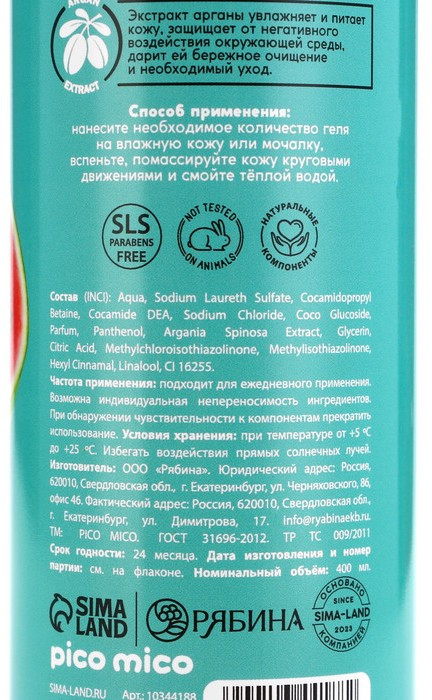 ARGAN
EXTRACT
Экстракт арганы увлажняет и питает
кожу, защищает от негативного
воздействия окружающей среды,
дарит ей бережное очищение
и необходимый уход.
Способ применения:
нанесите необходимое количество геля
на влажную кожу или мочалку,
вспеньте, помассируйте кожу круговыми
движениями и смойте тёплой водой.
SLS
PARABENS
FREE
NOT TESTED
ON ANIMALS
НАТУРАЛЬНЫЕ
КОМПОНЕНТЫ
Состав (INCI): Aqua, Sodium Laureth Sulfate, Cocamidopropyl
Betaine, Cocamide DEA, Sodium Chloride, Coco Glucoside,
Parfum, Panthenol, Argania Spinosa Extract, Glycerin,
Citric Acid, Methylchloroisothiazolinone, Methylisothiazolinone,
Hexyl Cinnamal, Linalool, CI 16255.
Частота применения: подходит для ежедневного применения.
Возможна индивидуальная непереносимость ингредиентов.
При обнаружении чувствительности к компонентам прекратить
использование. Условия хранения: при температуре от +5 ºC
до +25 ºC. Избегать воздействия прямых солнечных лучей.
Изготовитель: ООО «Рябина». Юридический адрес: Россия,
620010, Свердловская обл., г. Екатеринбург, ул. Черняховского, 86,
офис 46. Фактический адрес: Россия, 620010, Свердловская обл.,
г. Екатеринбург, ул. Димитрова, 17. info@ryabinaekb.ru.
TM: PICO MICO. ГОСТ 31696-2012. ТР ТС 009/2011
Срок годности: 24 месяца. Дата изготовления и номер
партии: см. на флаконе. Номинальный объём: 400 мл.
SIMA
LAND
РЯБИНА
ОСНОВАНО
SINCE
SIMA-LAND
2023
КОМПАНИЕЙ
pico mico
SIMA-LAND.RU
Арт.: 10344188